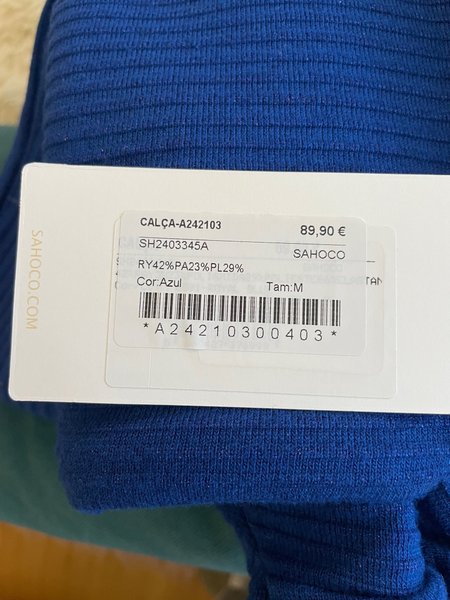 SAHOCO.COM
CALÇA-A242103 89,90 €
SH2403345A SAHOCO
RY42%PA23%PL29%
Cor:Azul Tam:M
*A24210300403*